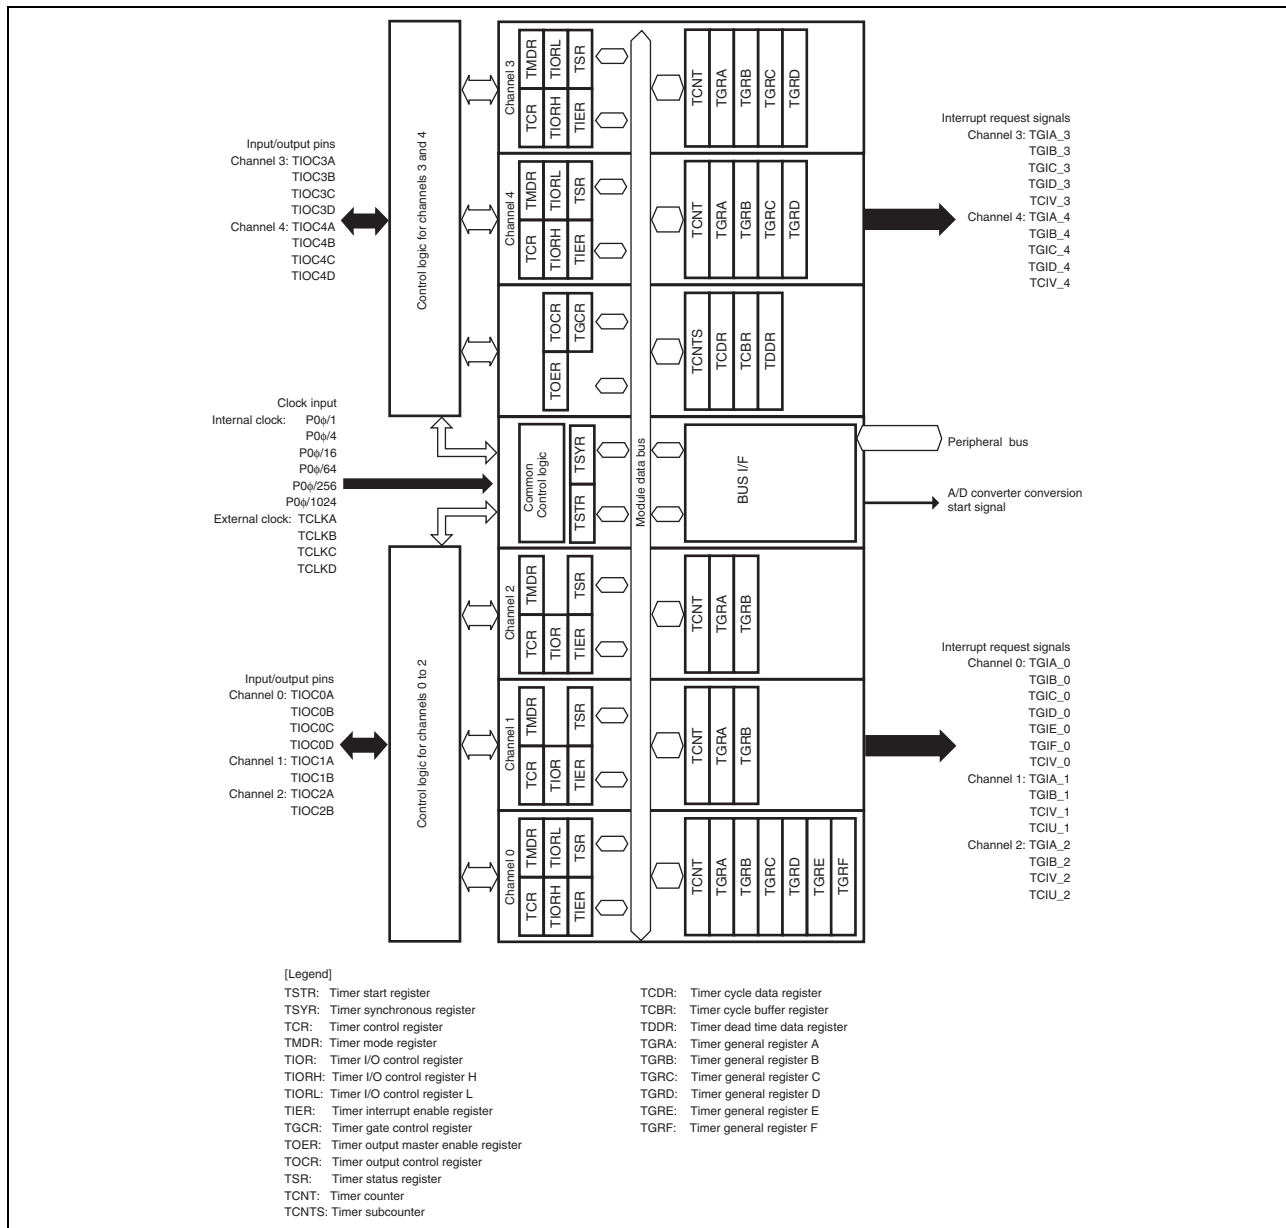 Input/output pins
Channel 3: TIOC3A
TIOC3B
TIOC3C
TIOC3D
Channel 4: TIOC4A
TIOC4B
TIOC4C
TIOC4D
Clock input
Internal clock: P0ϕ/1
P0ϕ/4
P0ϕ/16
P0ϕ/64
P0ϕ/256
P0ϕ/1024
External clock: TCLKA
TCLKB
TCLKC
TCLKD
Input/output pins
Channel 0: TIOC0A
TIOC0B
TIOC0C
TIOC0D
Channel 1: TIOC1A
TIOC1B
Channel 2: TIOC2A
TIOC2B
Control logic for channels 3 and 4
Control logic for channels 0 to 2
Channel 3
TCR
TMDR
TIORH
TIORL
TIER
TSR
TCNT
TGRA
TGRB
TGRC
TGRD
Channel 4
TCR
TMDR
TIORH
TIORL
TIER
TSR
TCNT
TGRA
TGRB
TGRC
TGRD
TOER
TOCR
TGCR
TCNTS
TCDR
TCBR
TDDR
Common
Control logic
TSTR
TSYR
Module data bus
BUS I/F
Channel 2
TCR
TMDR
TIOR
TIER
TSR
TCNT
TGRA
TGRB
Channel 1
TCR
TMDR
TIOR
TIER
TSR
TCNT
TGRA
TGRB
Channel 0
TCR
TMDR
TIORH
TIORL
TIER
TSR
TCNT
TGRA
TGRB
TGRC
TGRD
TGRE
TGRF
Interrupt request signals
Channel 3: TGIA_3
TGIB_3
TGIC_3
TGID_3
TCIV_3
Channel 4: TGIA_4
TGIB_4
TGIC_4
TGID_4
TCIV_4
Peripheral bus
A/D converter conversion
start signal
Interrupt request signals
Channel 0: TGIA_0
TGIB_0
TGIC_0
TGID_0
TGIE_0
TGIF_0
TCIV_0
Channel 1: TGIA_1
TGIB_1
TCIV_1
TCIU_1
Channel 2: TGIA_2
TGIB_2
TCIV_2
TCIU_2
[Legend]
TSTR: Timer start register
TSYR: Timer synchronous register
TCR: Timer control register
TMDR: Timer mode register
TIOR: Timer I/O control register
TIORH: Timer I/O control register H
TIORL: Timer I/O control register L
TIER: Timer interrupt enable register
TGCR: Timer gate control register
TOER: Timer output master enable register
TOCR: Timer output control register
TSR: Timer status register
TCNT: Timer counter
TCNTS: Timer subcounter
TCDR: Timer cycle data register
TCBR: Timer cycle buffer register
TDDR: Timer dead time data register
TGRA: Timer general register A
TGRB: Timer general register B
TGRC: Timer general register C
TGRD: Timer general register D
TGRE: Timer general register E
TGRF: Timer general register F